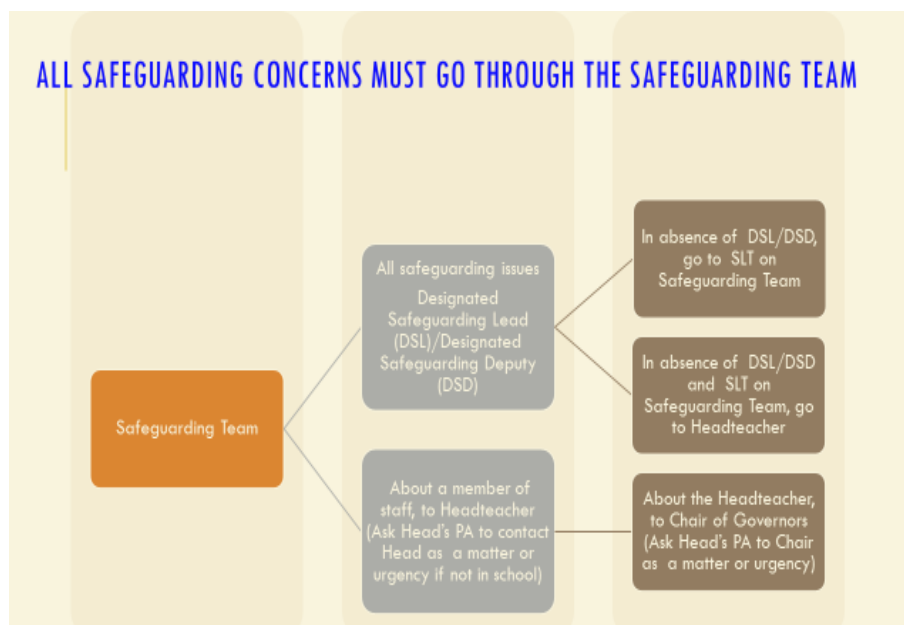 ALL SAFEGUARDING CONCERNS MUST GO THROUGH THE SAFEGUARDING TEAM
Safeguarding Team
All safeguarding issues
Designated
Safeguarding Lead
(DSL)/Designated
Safeguarding Deputy
(DSD)
About a member of
staff, to Headteacher
(Ask Head's PA to contact
Head as a matter or
urgency if not in school)
In absence of DSL/DSD,
go to SLT on
Safeguarding Team
In absence of DSL/DSD
and SLT on
Safeguarding Team, go
to Headteacher
About the Headteacher,
to Chair of Governors
(Ask Head's PA to Chair
as a matter or urgency)